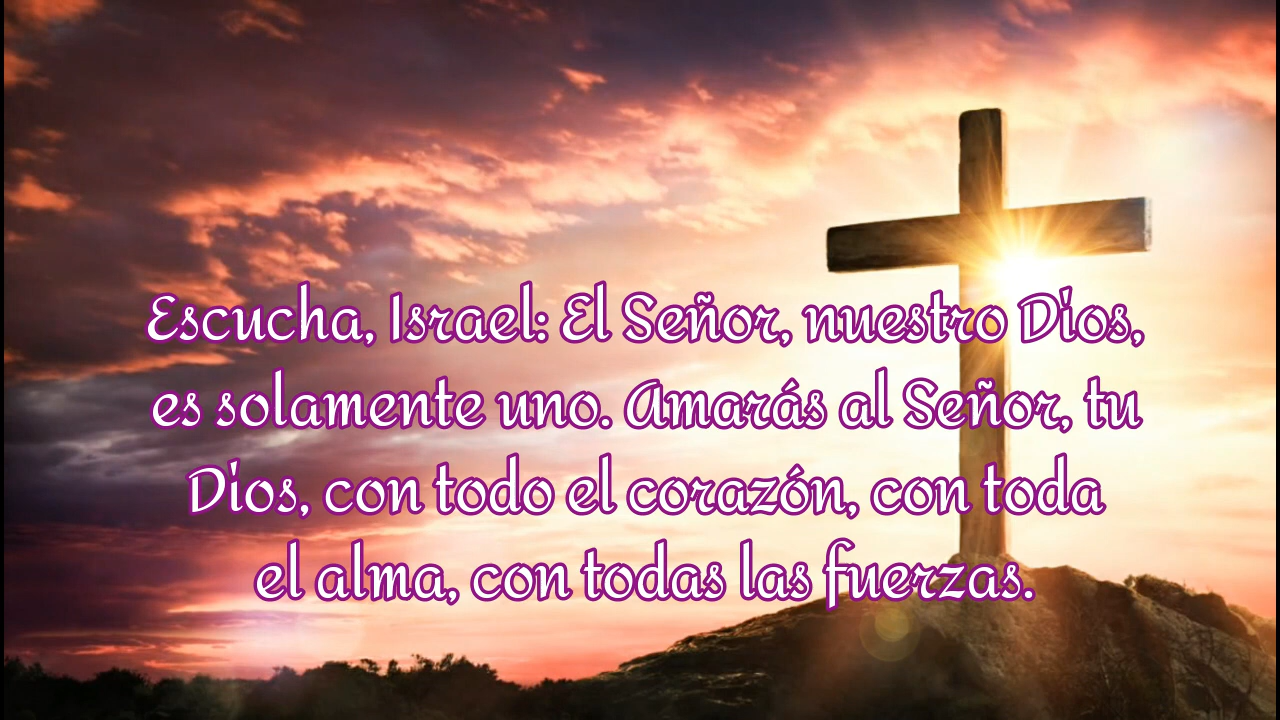 Escucha, Israel: El Señor, nuestro Dios,
es solamente uno. Amarás al Señor, tu
Dios, con todo el corazón, con toda
el alma, con todas las fuerzas.